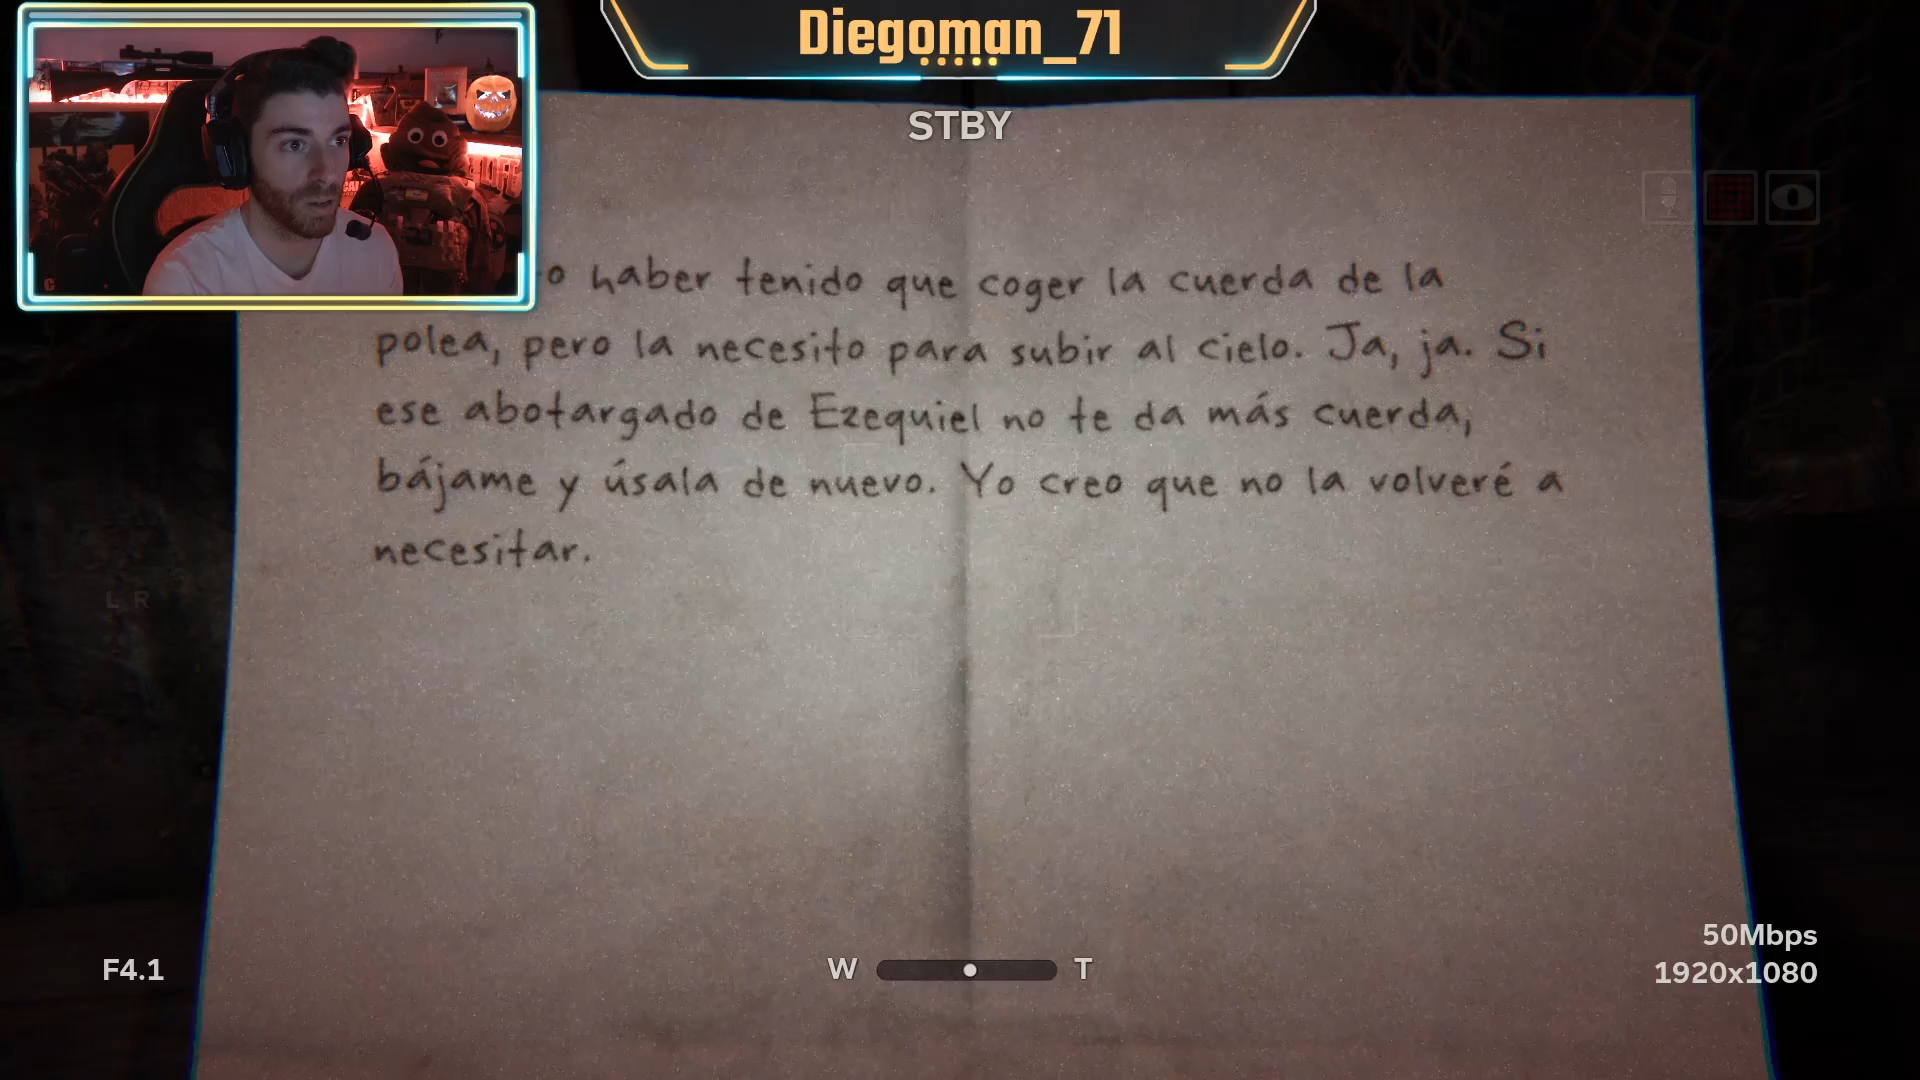 Diegoman_71
STBY
haber tenido que coger la cuerda de la
polea, pero la necesito para subir al cielo. Ja, ja. Si
ese abotargado de Ezequiel no te da más cuerda,
bájame y úsala de nuevo. Yo creo que no la volveré a
necesitar.
L R
50Mbps
F4.1
W T
1920x1080